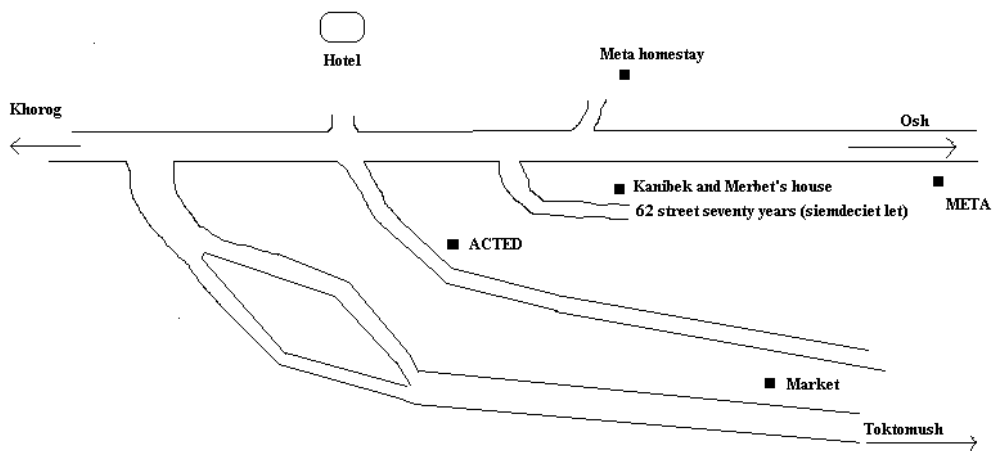 Hotel
Meta homestay
Khorog
Osh
Kanibek and Merbet's house
META
62 street seventy years (siemdeciet let)
ACTED
Market
Toktomush